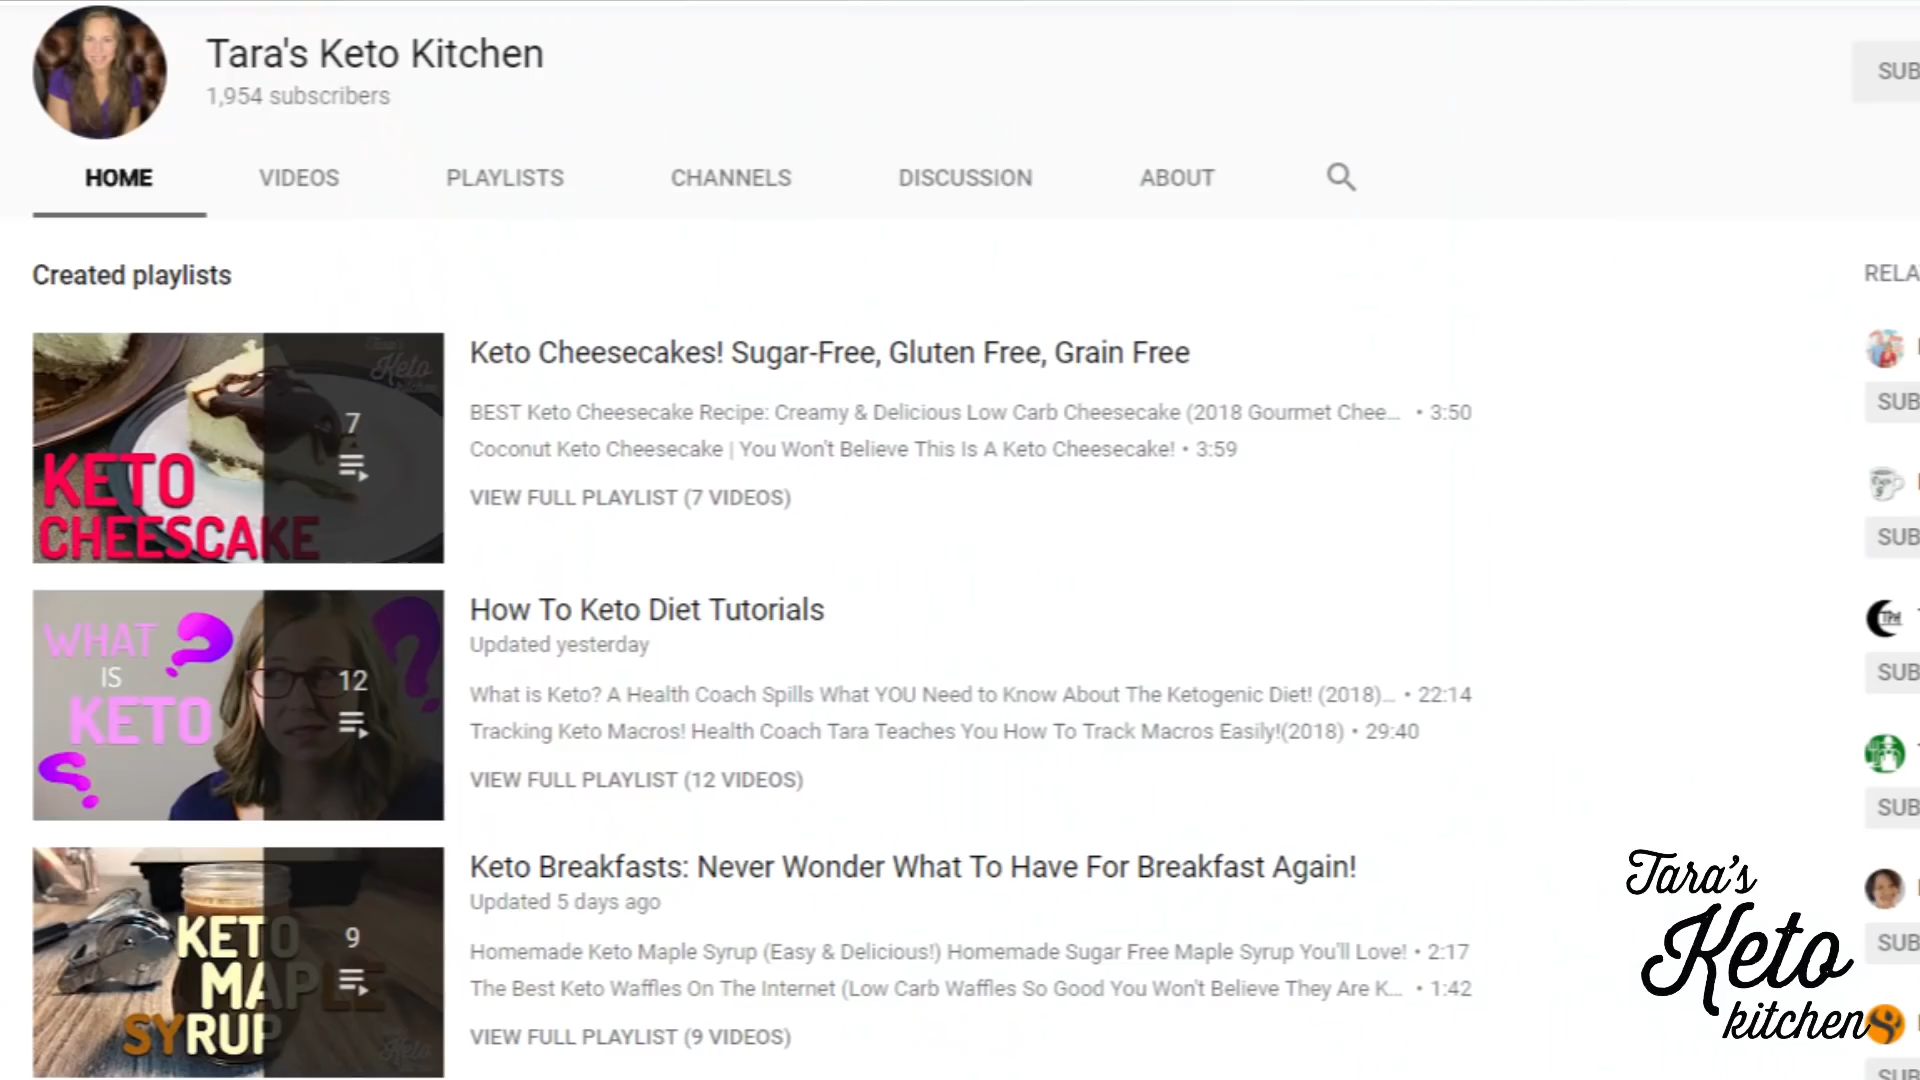 Tara's Keto Kitchen
1,954 subscribers
SUB
HOME
VIDEOS
PLAYLISTS
CHANNELS
DISCUSSION
ABOUT
Created playlists
RELA
KETO
CHEESECAKE
7
Keto Cheesecakes! Sugar-Free, Gluten Free, Grain Free
BEST Keto Cheesecake Recipe: Creamy & Delicious Low Carb Cheesecake (2018 Gourmet Chee... • 3:50
Coconut Keto Cheesecake | You Won't Believe This Is A Keto Cheesecake! • 3:59
VIEW FULL PLAYLIST (7 VIDEOS)
SUB
SUB
WHAT ?
IS
KETO
12
How To Keto Diet Tutorials
Updated yesterday
What is Keto? A Health Coach Spills What YOU Need to Know About The Ketogenic Diet! (2018)... • 22:14
Tracking Keto Macros! Health Coach Tara Teaches You How To Track Macros Easily!(2018) • 29:40
VIEW FULL PLAYLIST (12 VIDEOS)
TPH
SUB
SUB
KETO
MAPLE
SYRUP
9
Keto Breakfasts: Never Wonder What To Have For Breakfast Again!
Updated 5 days ago
Homemade Keto Maple Syrup (Easy & Delicious!) Homemade Sugar Free Maple Syrup You'll Love! • 2:17
The Best Keto Waffles On The Internet (Low Carb Waffles So Good You Won't Believe They Are K... • 1:42
VIEW FULL PLAYLIST (9 VIDEOS)
SUB
Tara's
Keto
kitchen
SUB